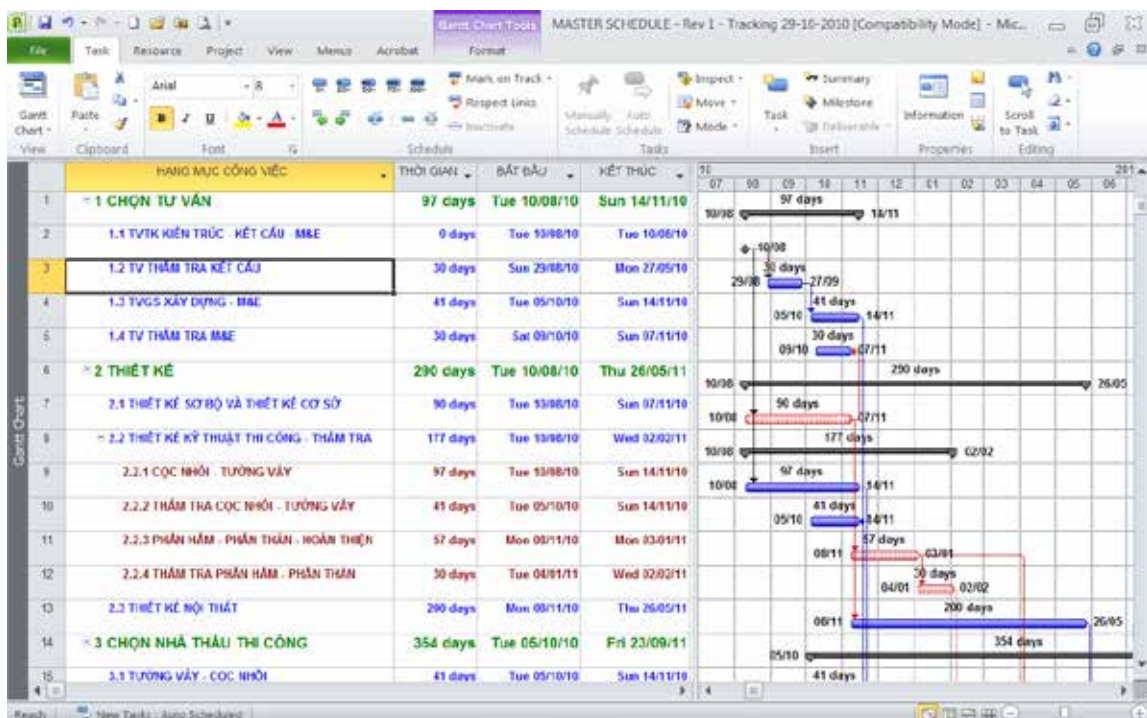 Gantt Chart Tools MASTER SCHEDULE - Rev 1 - Tracking 29-10-2010 [Compatibility Mode] - Mic...
File Task Resource Project View Menus Acrobat Format
Gantt Chart
View
Paste
Clipboard
Arial 8
B I U A
Font
Mark on Track
Respect Links
Inactivate
Schedule
Manually Schedule
Auto Schedule
Inspect
Move
Mode
Tasks
Task
Summary
Milestone
Deliverable
Insert
Information
Properties
Scroll to Task
Editing
HẠNG MỤC CÔNG VIỆC THỜI GIAN BẮT ĐẦU KẾT THÚC 10 201
07 08 09 10 11 12 01 02 03 04 05 06
1 1 CHỌN TƯ VẤN 97 days Tue 10/08/10 Sun 14/11/10 10/08 97 days 14/11
2 1.1 TVTK KIẾN TRÚC - KẾT CẤU - M&E 0 days Tue 10/08/10 Tue 10/08/10 10/08
3 1.2 TV THẨM TRA KẾT CẤU 30 days Sun 29/08/10 29/08 30 days 27/09
4 1.3 TVGS XÂY DỰNG - M&E 41 days Tue 05/10/10 Sun 14/11/10 05/10 41 days 14/11
5 1.4 TV THẨM TRA M&E 30 days Sat 09/10/10 Sun 07/11/10 09/10 30 days 07/11
6 2 THIẾT KẾ 290 days Tue 10/08/10 Thu 26/05/11 10/08 290 days 26/05
7 2.1 THIẾT KẾ SƠ BỘ VÀ THIẾT KẾ CƠ SỞ 90 days Tue 10/08/10 Sun 07/11/10 10/08 90 days 07/11
8 2.2 THIẾT KẾ KỸ THUẬT THI CÔNG - THẨM TRA 177 days Tue 10/08/10 Wed 02/02/11 10/08 177 days 02/02
9 2.2.1 CỌC NHỒI - TƯỜNG VÂY 97 days Tue 10/08/10 Sun 14/11/10 10/08 97 days 14/11
10 2.2.2 THẨM TRA CỌC NHỒI - TƯỜNG VÂY 41 days Tue 05/10/10 Sun 14/11/10 05/10 41 days 14/11
11 2.2.3 PHẦN HẦM - PHẦN THÂN - HOÀN THIỆN 57 days Mon 08/11/10 Mon 03/01/11 08/11 57 days 03/01
12 2.2.4 THẨM TRA PHẦN HẦM - PHẦN THÂN 30 days Tue 04/01/11 Wed 02/02/11 04/01 30 days 02/02
13 2.3 THIẾT KẾ NỘI THẤT 200 days Mon 08/11/10 Thu 26/05/11 08/11 200 days 26/05
14 3 CHỌN NHÀ THẦU THI CÔNG 354 days Tue 05/10/10 Fri 23/09/11 05/10 354 days
15 3.1 TƯỜNG VÂY - CỌC NHỒI 41 days Tue 05/10/10 Sun 14/11/10 41 days
Gantt Chart
Ready New Tasks : Auto Scheduled